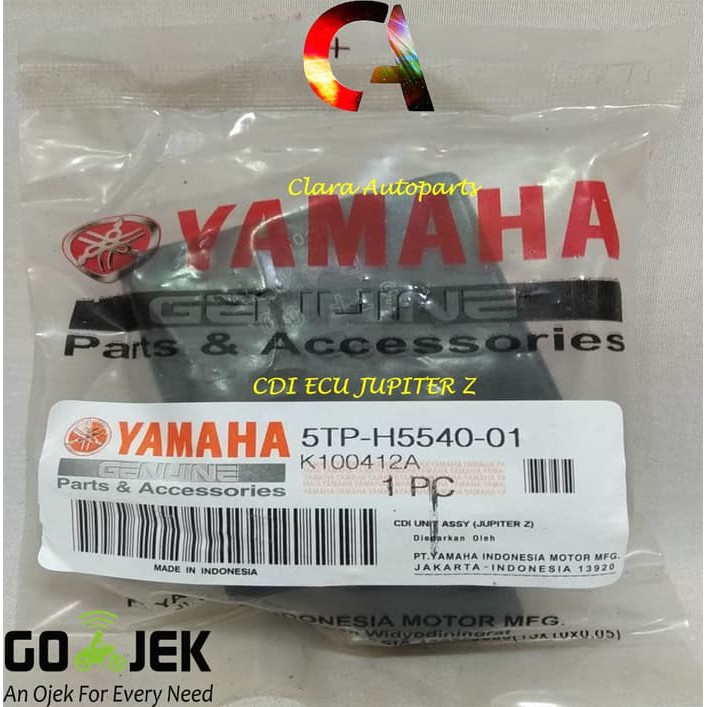 CA
Clara Autoparts
YAMAHA
GENUINE
Parts & Accessories
CDI ECU JUPITER Z
YAMAHA
GENUINE
Parts & Accessories
5TP-H5540-01
K100412A
1 PC
CDI UNIT ASSY (JUPITER Z)
Diedarkan Oleh
PT.YAMAHA INDONESIA MOTOR MFG.
JAKARTA-INDONESIA 13920
MADE IN INDONESIA
INDONESIA MOTOR MFG.
GOJEK
An Ojek For Every Need